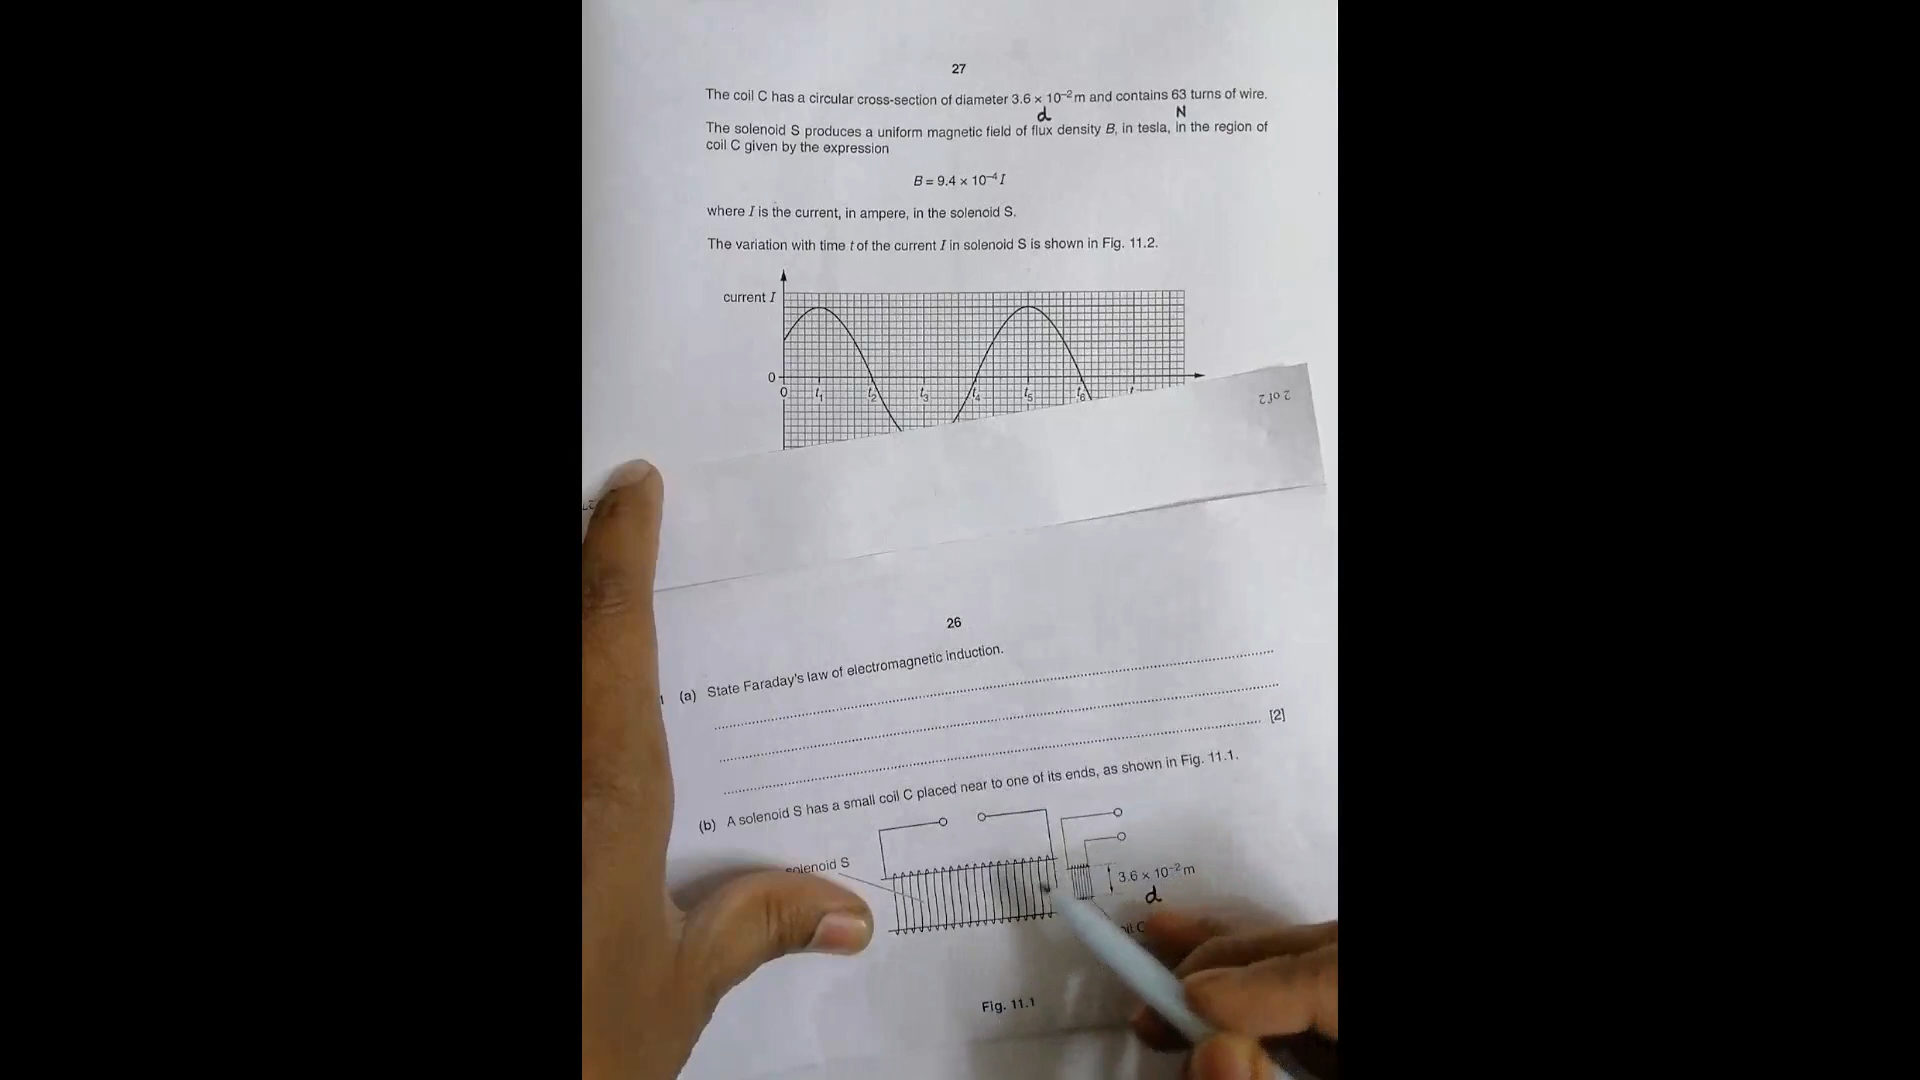 27
The coil C has a circular cross-section of diameter 3.6 × 10⁻² m and contains 63 turns of wire.
d N
The solenoid S produces a uniform magnetic field of flux density B, in tesla, in the region of
coil C given by the expression
B = 9.4 × 10⁻⁴ I
where I is the current, in ampere, in the solenoid S.
The variation with time t of the current I in solenoid S is shown in Fig. 11.2.
current I
0
0 t₁ t₂ t₃ t₄ t₅ t₆ t
2 of 2
26
(a) State Faraday's law of electromagnetic induction.
[2]
(b) A solenoid S has a small coil C placed near to one of its ends, as shown in Fig. 11.1.
solenoid S
3.6 × 10⁻² m
d
coil C
Fig. 11.1